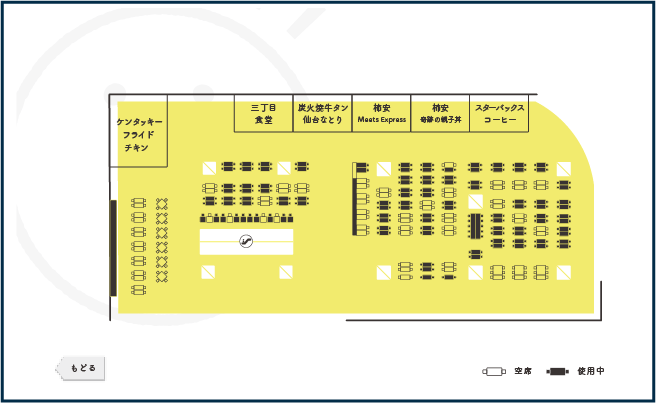 ケンタッキー
フライド
チキン
三丁目
食堂
炭火焼牛タン
仙台なとり
柿安
Meets Express
柿安
奇跡の親子丼
スターバックス
コーヒー
もどる
空席
使用中